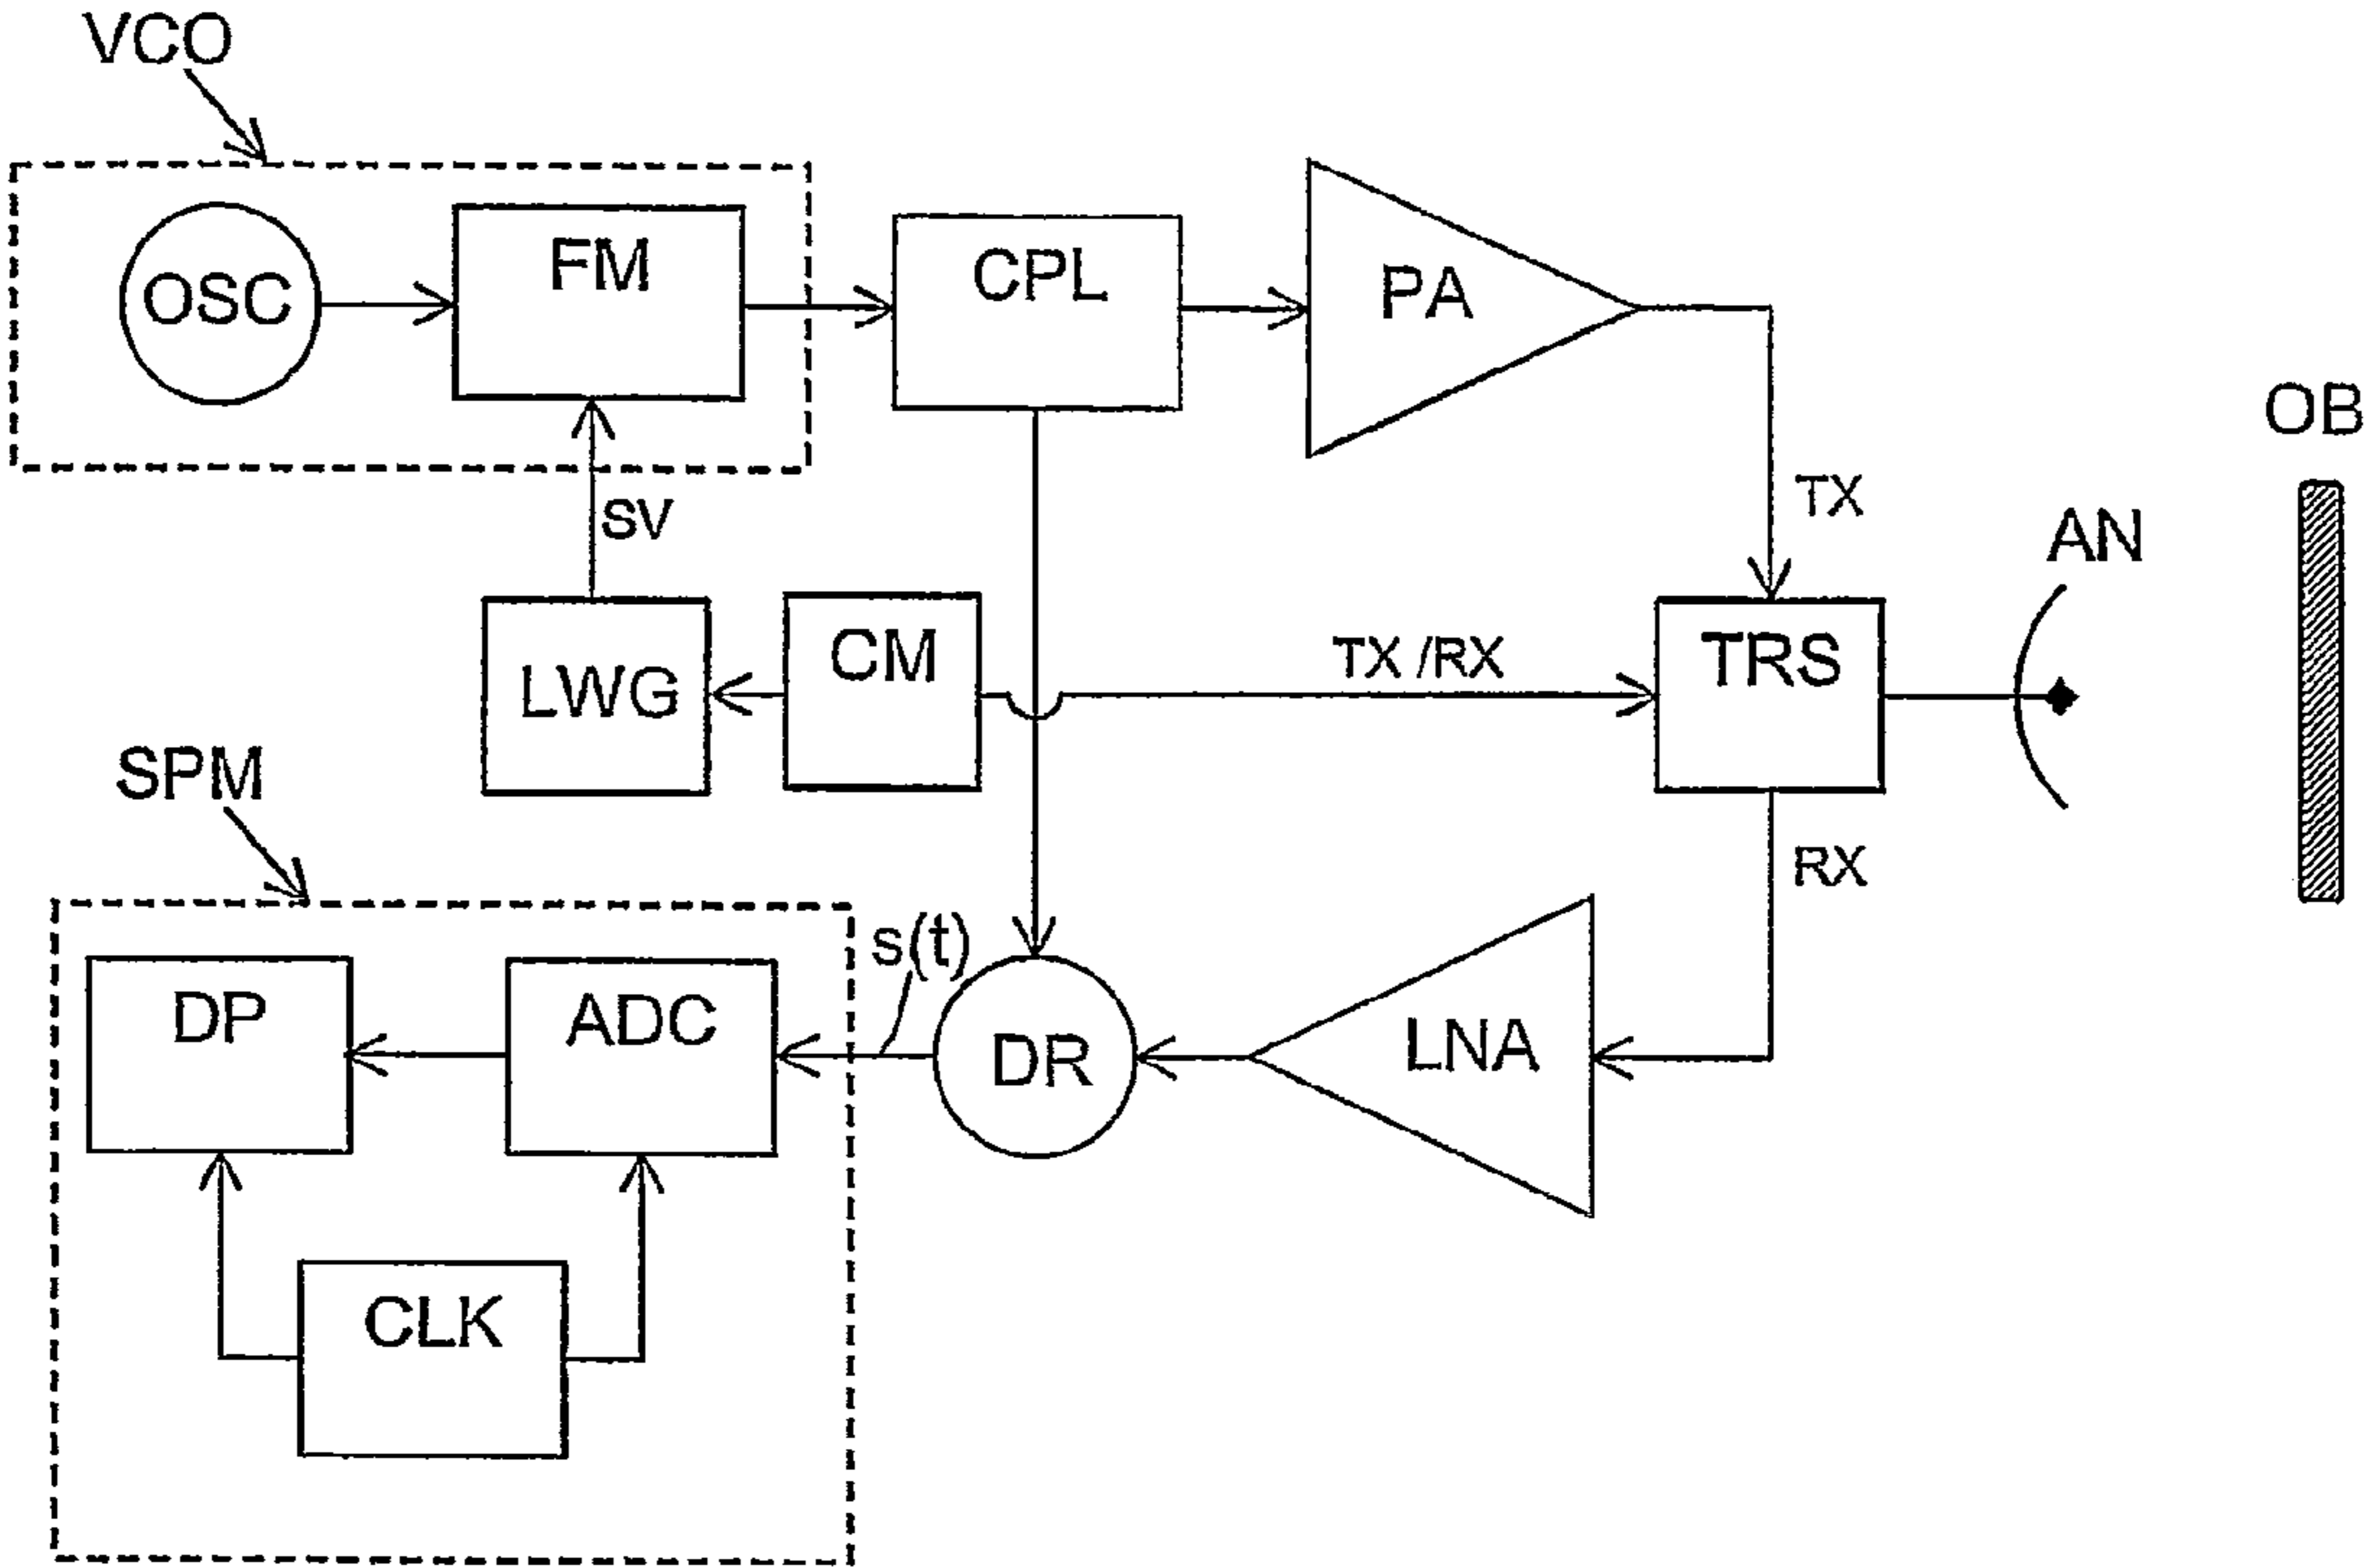 VCO
OSC
FM
CPL
PA
OB
SV
TX
AN
LWG
CM
TX /RX
TRS
SPM
RX
s(t)
DP
ADC
DR
LNA
CLK